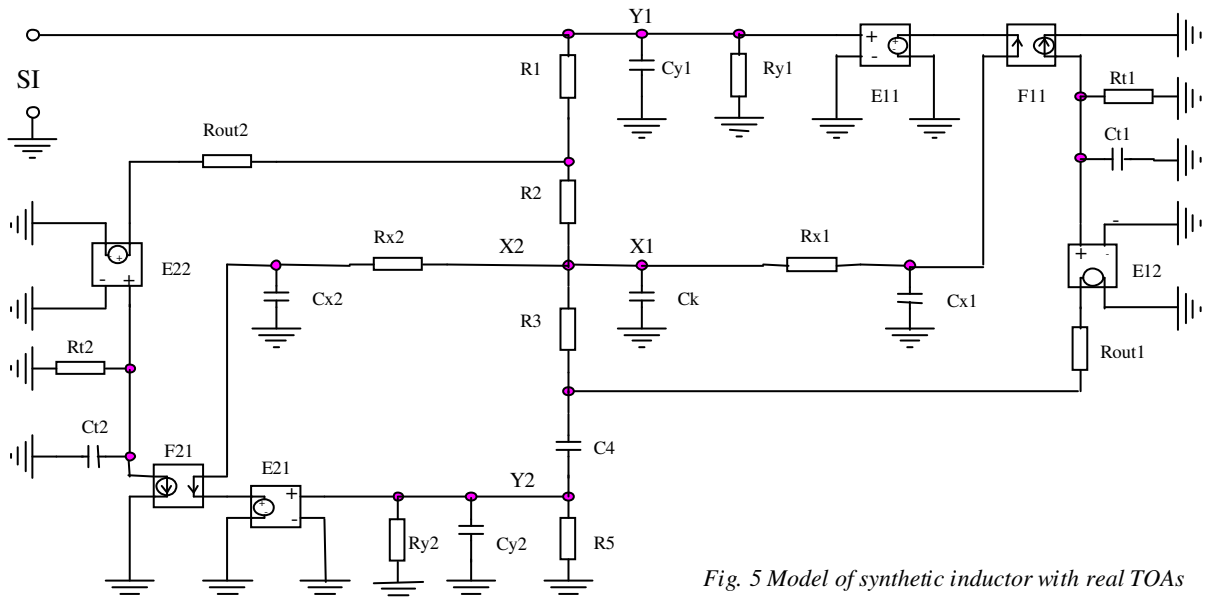 Y1
SI
R1
Cy1
Ry1
+
-
+
-
E11
F11
Rt1
Ct1
Rout2
R2
+
E22
-
+
Rx2
X2
X1
Rx1
-
+
-
E12
Cx2
R3
Ck
Cx1
Rout1
Rt2
Ct2
F21
E21
C4
Y2
+
-
+
-
Ry2
Cy2
R5
Fig. 5 Model of synthetic inductor with real TOAs